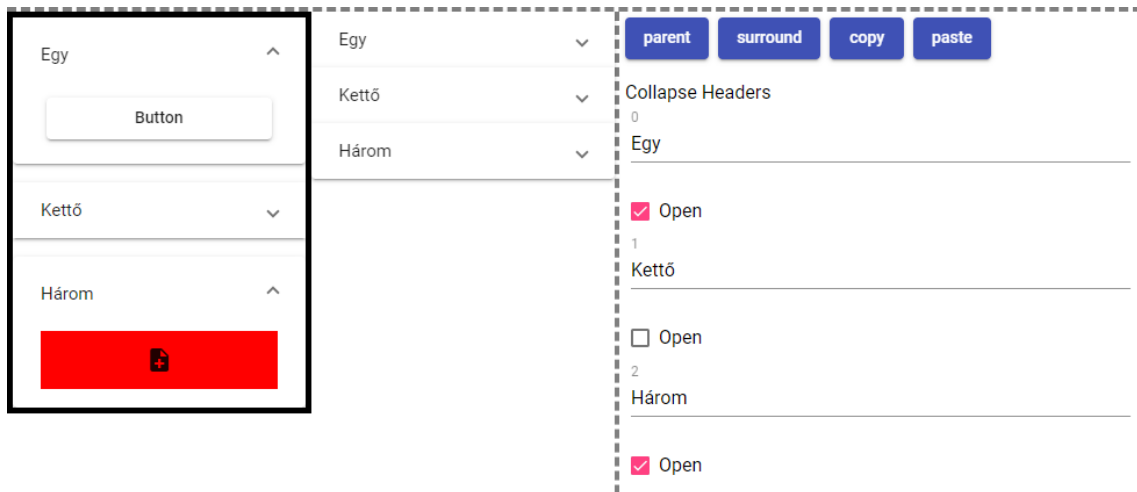 Egy
Button
Kettő
Három
Egy
Kettő
Három
parent surround copy paste
Collapse Headers
0
Egy
Open
1
Kettő
Open
2
Három
Open